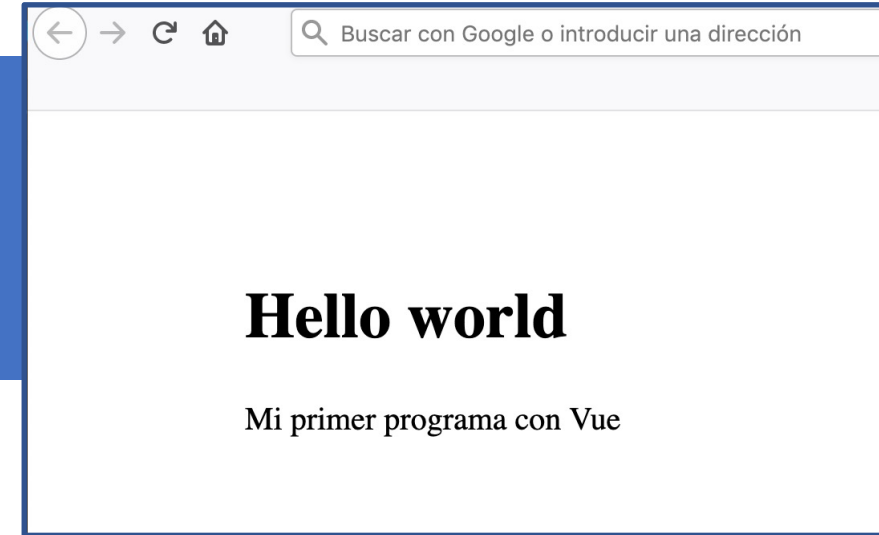 Buscar con Google o introducir una dirección
Hello world
Mi primer programa con Vue